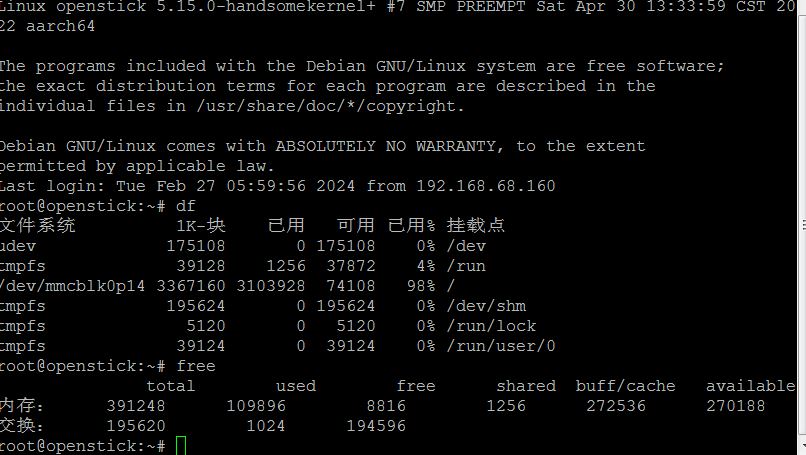 Linux openstick 5.15.0-handsomekernel+ #7 SMP PREEMPT Sat Apr 30 13:33:59 CST 20
22 aarch64

The programs included with the Debian GNU/Linux system are free software;
the exact distribution terms for each program are described in the
individual files in /usr/share/doc/*/copyright.

Debian GNU/Linux comes with ABSOLUTELY NO WARRANTY, to the extent
permitted by applicable law.
Last login: Tue Feb 27 05:59:56 2024 from 192.168.68.160
root@openstick:~# df
文件系统 1K-块 已用 可用 已用% 挂载点
udev 175108 0 175108 0% /dev
tmpfs 39128 1256 37872 4% /run
/dev/mmcblk0p14 3367160 3103928 74108 98% /
tmpfs 195624 0 195624 0% /dev/shm
tmpfs 5120 0 5120 0% /run/lock
tmpfs 39124 0 39124 0% /run/user/0
root@openstick:~# free
total used free shared buff/cache available
内存： 391248 109896 8816 1256 272536 270188
交换： 195620 1024 194596
root@openstick:~#